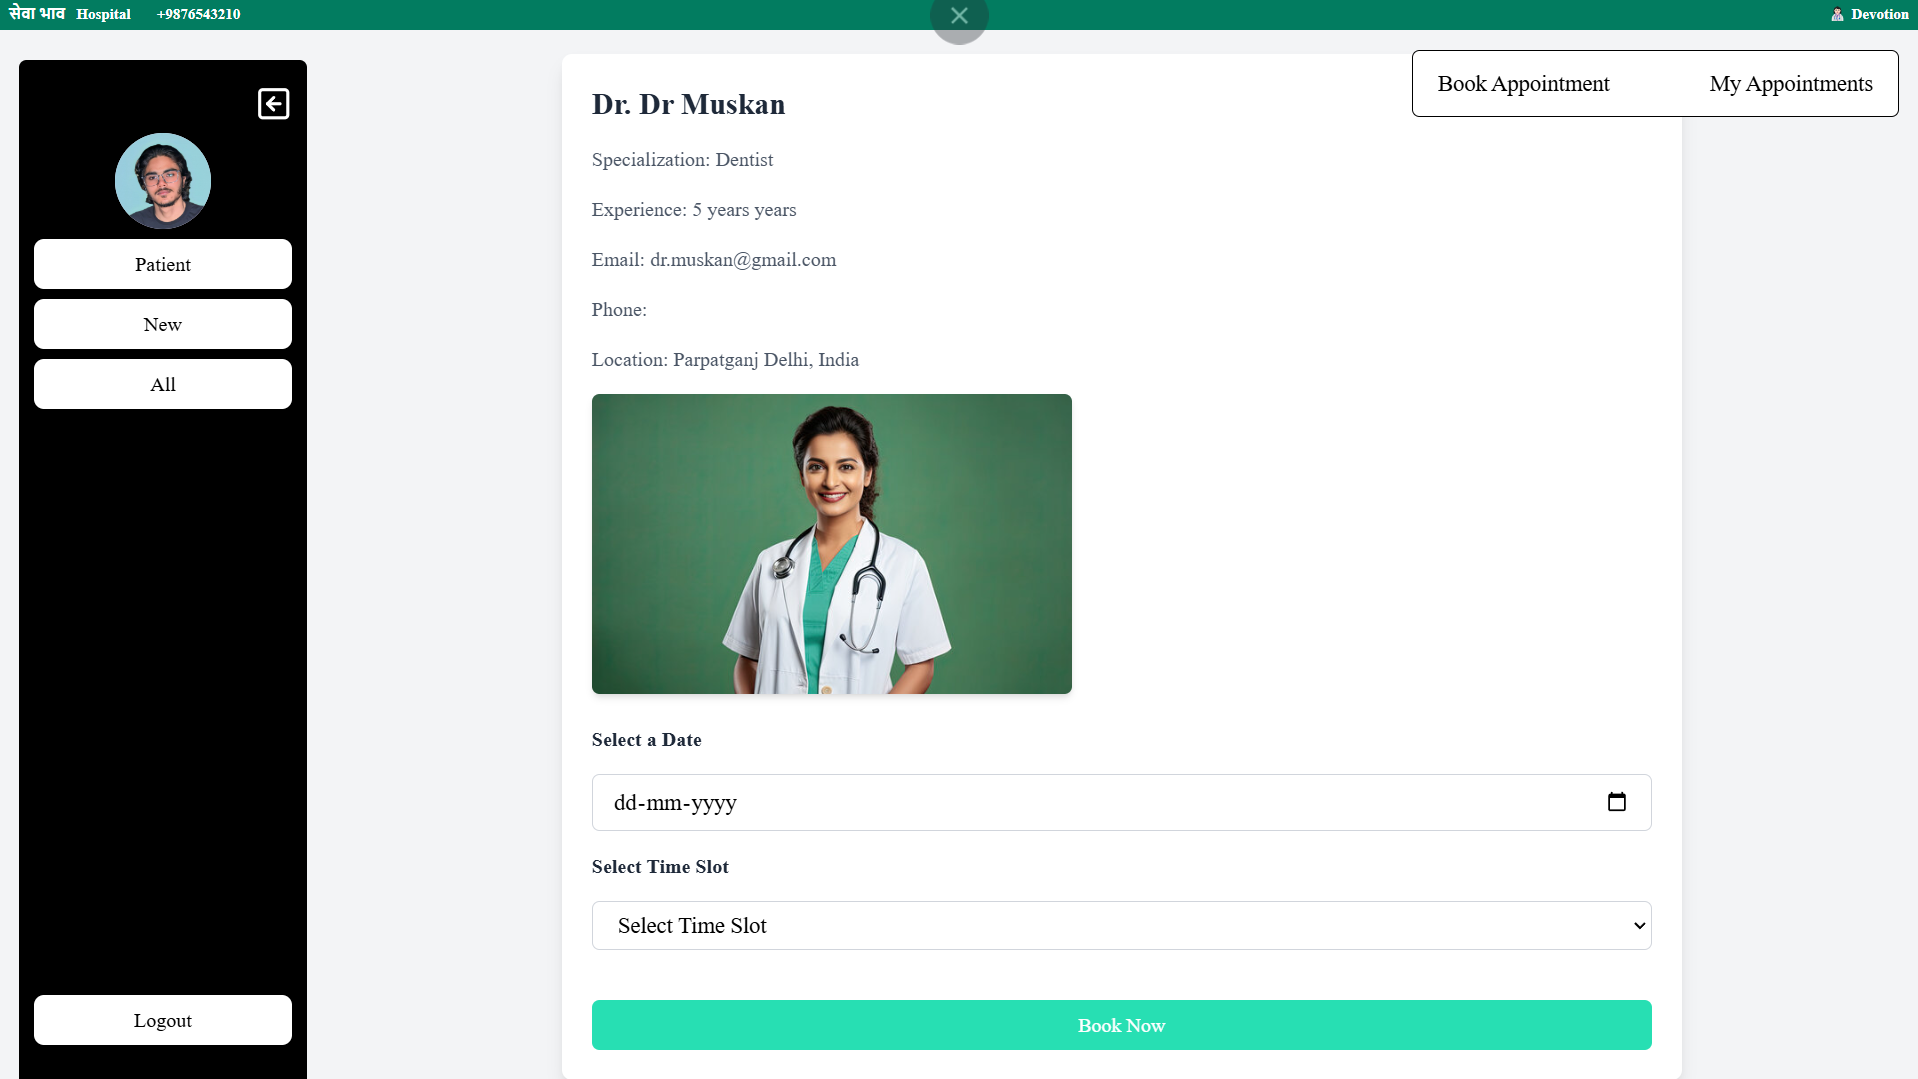 सेवा भाव Hospital +9876543210 Devotion
Book Appointment My Appointments
Patient
New
All
Logout
Dr. Dr Muskan
Specialization: Dentist
Experience: 5 years years
Email: dr.muskan@gmail.com
Phone:
Location: Parpatganj Delhi, India
Select a Date
dd-mm-yyyy
Select Time Slot
Select Time Slot
Book Now